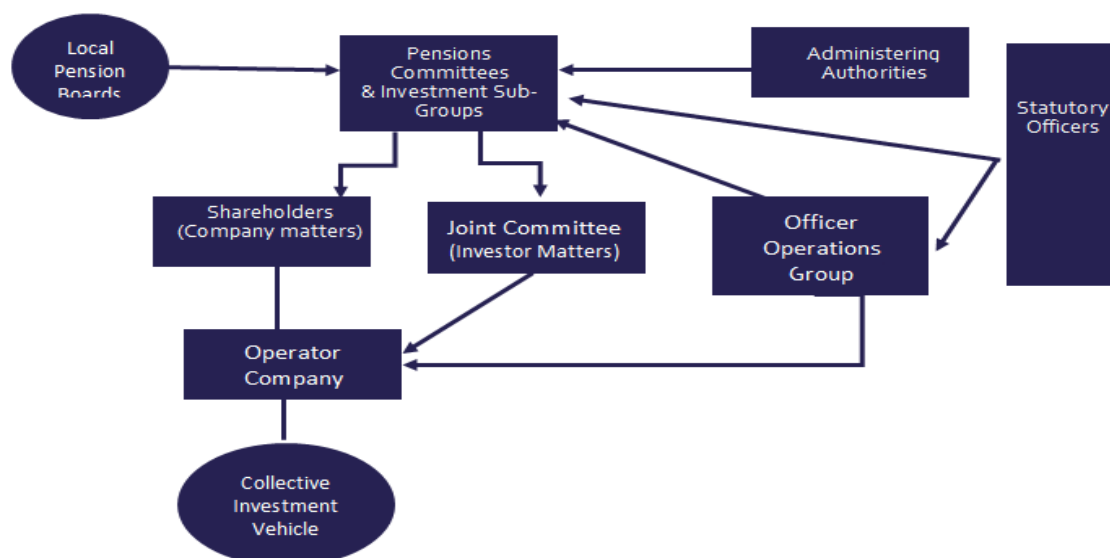 Local
Pension
Boards
Pensions
Committees
& Investment Sub-
Groups
Administering
Authorities
Statutory
Officers
Shareholders
(Company matters)
Joint Committee
(Investor Matters)
Officer
Operations
Group
Operator
Company
Collective
Investment
Vehicle